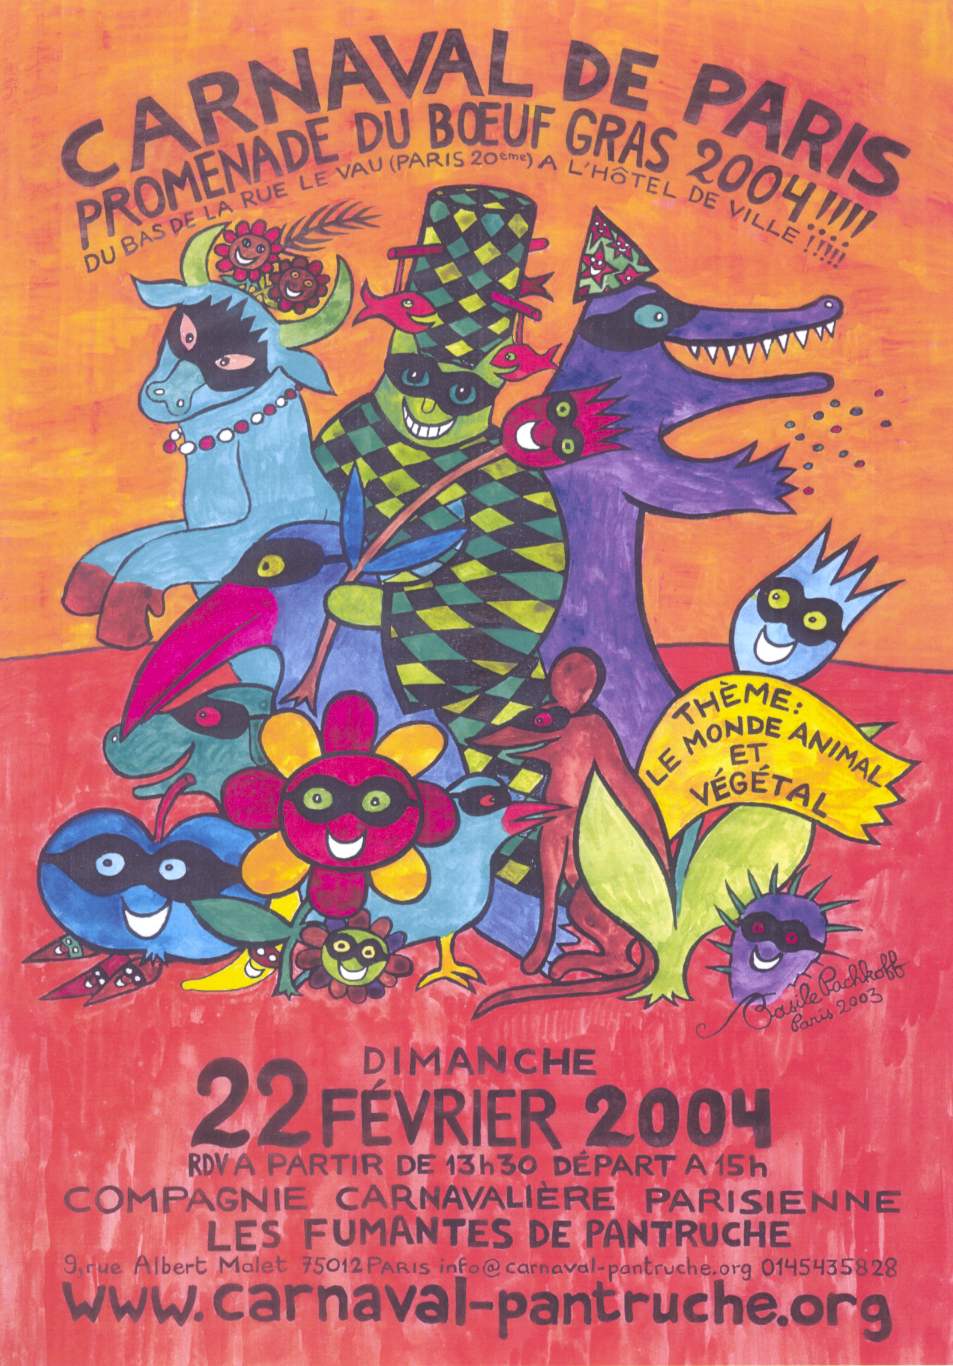 CARNAVAL DE PARIS
PROMENADE DU BŒUF GRAS 2004!!!!
DU BAS DE LA RUE LE VAU (PARIS 20ème) A L'HÔTEL DE VILLE !!!!!
THÈME:
LE MONDE ANIMAL
ET
VÉGÉTAL
Basile Pachkoff
Paris 2003
DIMANCHE
22 FÉVRIER 2004
RDV A PARTIR DE 13h30 DÉPART A 15h
COMPAGNIE CARNAVALIÈRE PARISIENNE
LES FUMANTES DE PANTRUCHE
9, rue Albert Malet 75012 PARIS info@carnaval-pantruche.org 0145435828
www.carnaval-pantruche.org